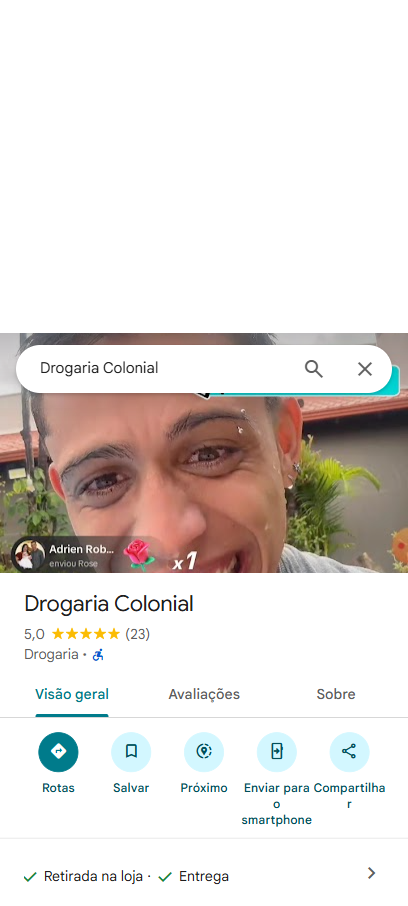 Drogaria Colonial
Adrien Rob...
enviou Rose
x1
Drogaria Colonial
5,0 (23)
Drogaria ·
Visão geral
Avaliações
Sobre
Rotas
Salvar
Próximo
Enviar para
o
smartphone
Compartilha
r
Retirada na loja · Entrega